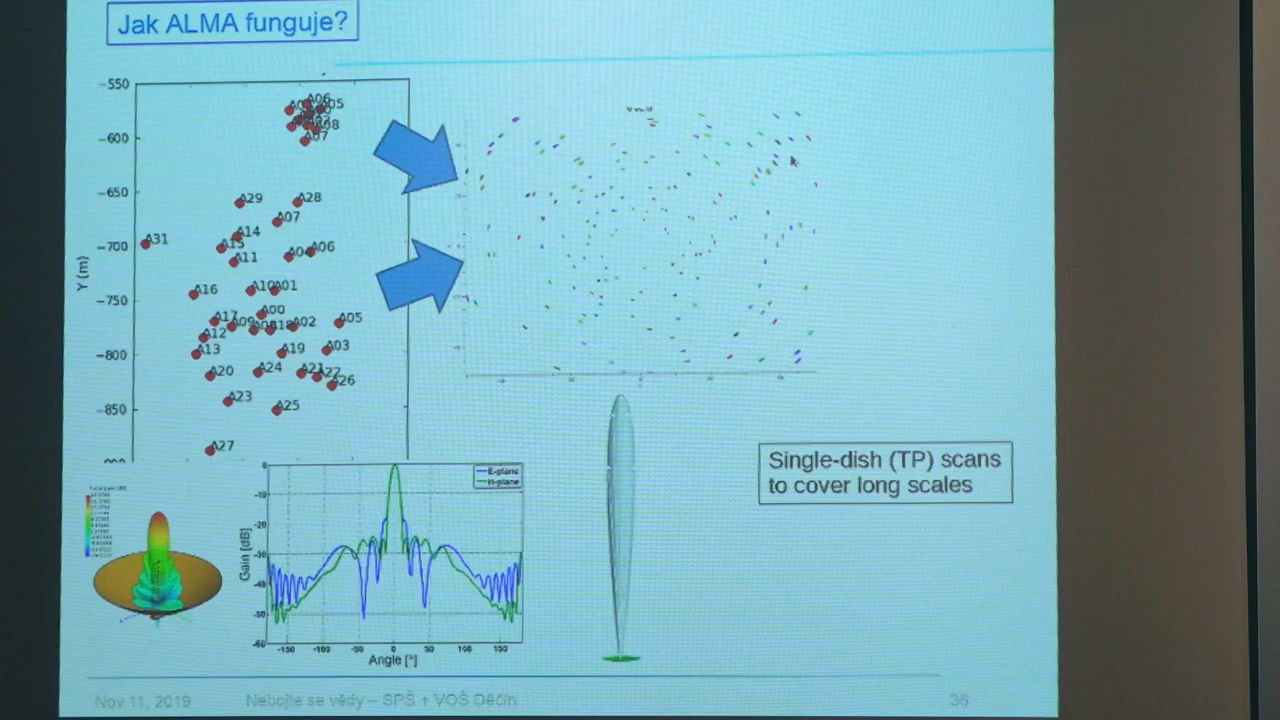 Jak ALMA funguje?
-550
-600
-650
-700
-750
-800
-850
Y (m)
A06
A05
A08
A07
A29
A28
A07
A14
A15
A31
A04
A06
A11
A16
A10
A01
A17
A00
A09
A02
A05
A12
A13
A19
A03
A20
A24
A21
A22
A26
A23
A25
A27
E-plane
H-plane
0
-10
-20
-30
-40
-50
-60
Gain [dB]
-150 -100 -50 0 50 100 150
Angle [°]
Single-dish (TP) scans
to cover long scales
Nov 11, 2019
Nebojte se vědy – SPŠ + VOŠ Děčín
36